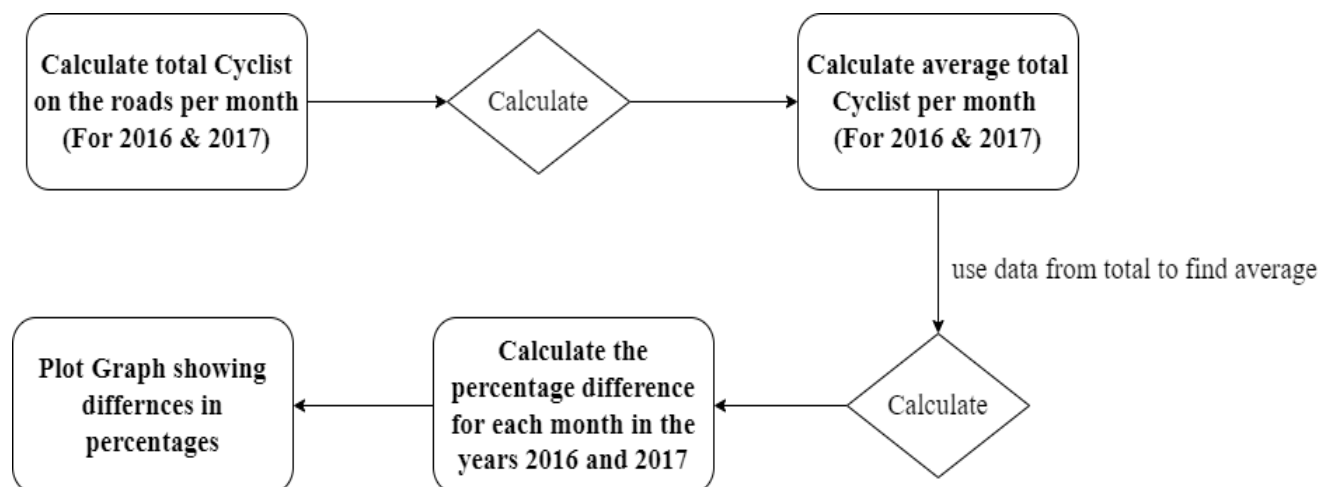 Calculate total Cyclist
on the roads per month
(For 2016 & 2017)
Calculate
Calculate average total
Cyclist per month
(For 2016 & 2017)
use data from total to find average
Calculate
Calculate the
percentage difference
for each month in the
years 2016 and 2017
Plot Graph showing
differnces in
percentages